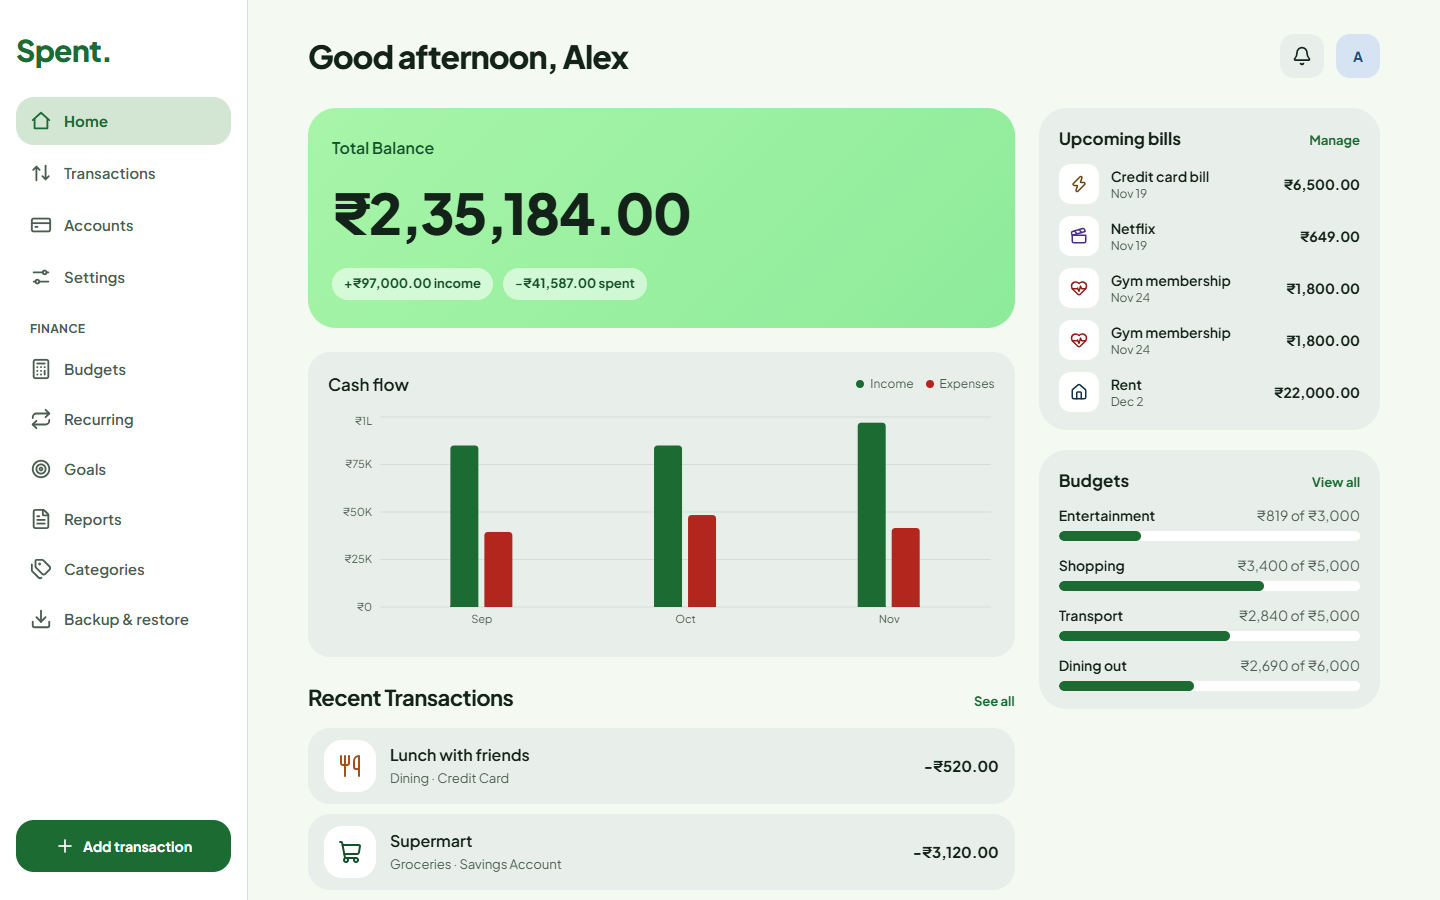 Spent.
Home
Transactions
Accounts
Settings
FINANCE
Budgets
Recurring
Goals
Reports
Categories
Backup & restore
Add transaction
Good afternoon, Alex
A
Total Balance
₹2,35,184.00
+₹97,000.00 income
-₹41,587.00 spent
Cash flow
Income
Expenses
₹1L
₹75K
₹50K
₹25K
₹0
Sep
Oct
Nov
Recent Transactions
See all
Lunch with friends
Dining · Credit Card
-₹520.00
Supermart
Groceries · Savings Account
-₹3,120.00
Upcoming bills
Manage
Credit card bill
Nov 19
₹6,500.00
Netflix
Nov 19
₹649.00
Gym membership
Nov 24
₹1,800.00
Gym membership
Nov 24
₹1,800.00
Rent
Dec 2
₹22,000.00
Budgets
View all
Entertainment
₹819 of ₹3,000
Shopping
₹3,400 of ₹5,000
Transport
₹2,840 of ₹5,000
Dining out
₹2,690 of ₹6,000